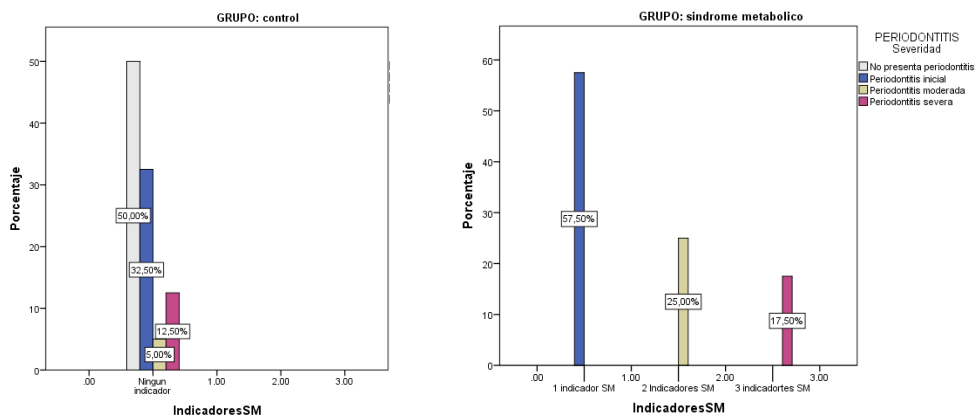 GRUPO: control
Porcentaje
50
40
30
20
10
0
50,00%
32,50%
12,50%
5,00%
.00
Ningun
indicador
1.00
2.00
3.00
IndicadoresSM
GRUPO: sindrome metabolico
Porcentaje
60
50
40
30
20
10
0
57,50%
25,00%
17,50%
.00
1.00
2.00
3.00
1 indicador SM
2 Indicadores SM
3 indicadortes SM
IndicadoresSM
PERIODONTITIS
Severidad
No presenta periodontitis
Periodontitis inicial
Periodontitis moderada
Periodontitis severa